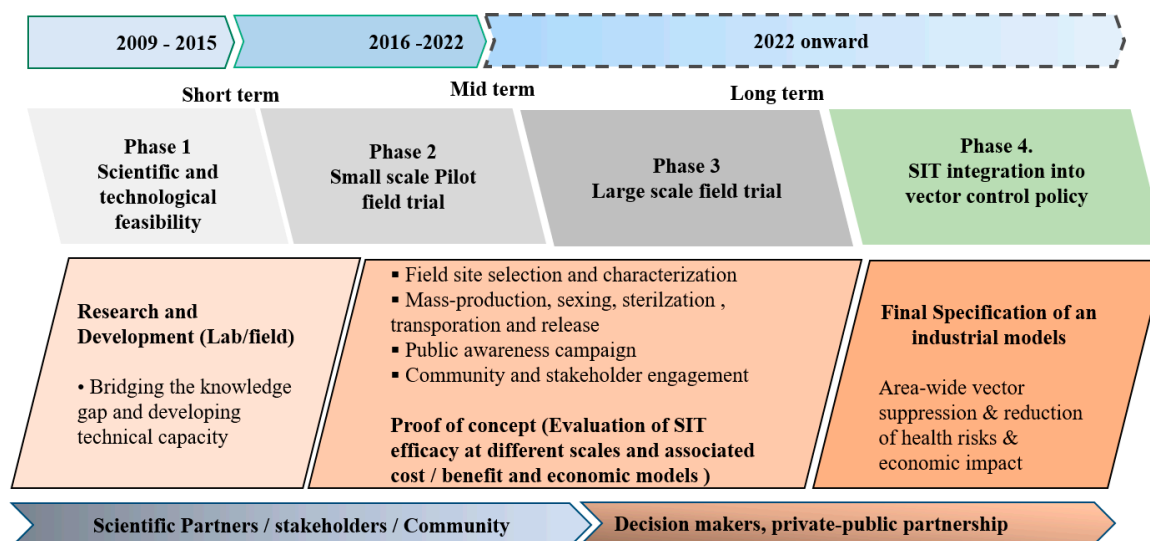 2009 - 2015
2016 -2022
2022 onward
Short term
Mid term
Long term
Phase 1
Scientific and
technological
feasibility
Phase 2
Small scale Pilot
field trial
Phase 3
Large scale field trial
Phase 4.
SIT integration into
vector control policy
Research and
Development (Lab/field)
• Bridging the knowledge
gap and developing
technical capacity
▪ Field site selection and characterization
▪ Mass-production, sexing, sterilzation ,
transporation and release
▪ Public awareness campaign
▪ Community and stakeholder engagement
Proof of concept (Evaluation of SIT
efficacy at different scales and associated
cost / benefit and economic models )
Final Specification of an
industrial models
Area-wide vector
suppression & reduction
of health risks &
economic impact
Scientific Partners / stakeholders / Community
Decision makers, private-public partnership